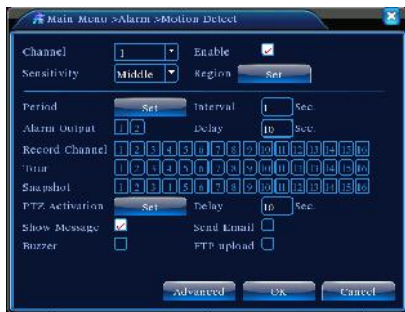 Main Menu >Alarm >Motion Detect
Channel 1 Enable
Sensitivity Middle Region Set
Period Set Interval 1 Sec.
Alarm Output 1 2 Delay 10 Sec.
Record Channel 1 2 3 4 5 6 7 8 9 10 11 12 13 14 15 16
Tour 1 2 3 4 5 6 7 8 9 10 11 12 13 14 15 16
Snapshot 1 2 3 4 5 6 7 8 9 10 11 12 13 14 15 16
PTZ Activation Set Delay 10 Sec.
Show Message Send Email
Buzzer FTP upload
Advanced OK Cancel